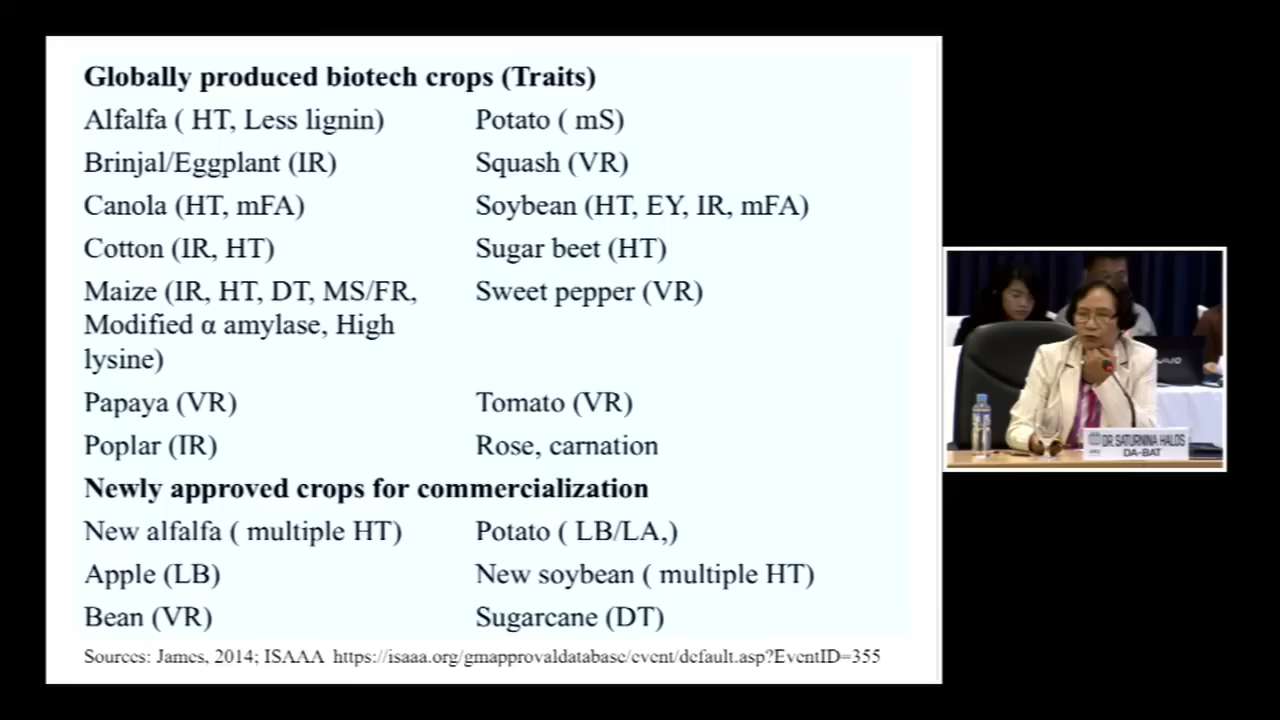 Globally produced biotech crops (Traits)
Alfalfa ( HT, Less lignin)
Potato ( mS)
Brinjal/Eggplant (IR)
Squash (VR)
Canola (HT, mFA)
Soybean (HT, EY, IR, mFA)
Cotton (IR, HT)
Sugar beet (HT)
Maize (IR, HT, DT, MS/FR,
Modified α amylase, High
lysine)
Sweet pepper (VR)
Papaya (VR)
Tomato (VR)
Poplar (IR)
Rose, carnation
Newly approved crops for commercialization
New alfalfa ( multiple HT)
Potato ( LB/LA,)
Apple (LB)
New soybean ( multiple HT)
Bean (VR)
Sugarcane (DT)
Sources: James, 2014; ISAAA https://isaaa.org/gmapprovaldatabase/event/default.asp?EventID=355
DR. SATURNINA HALOS
DA-BAT